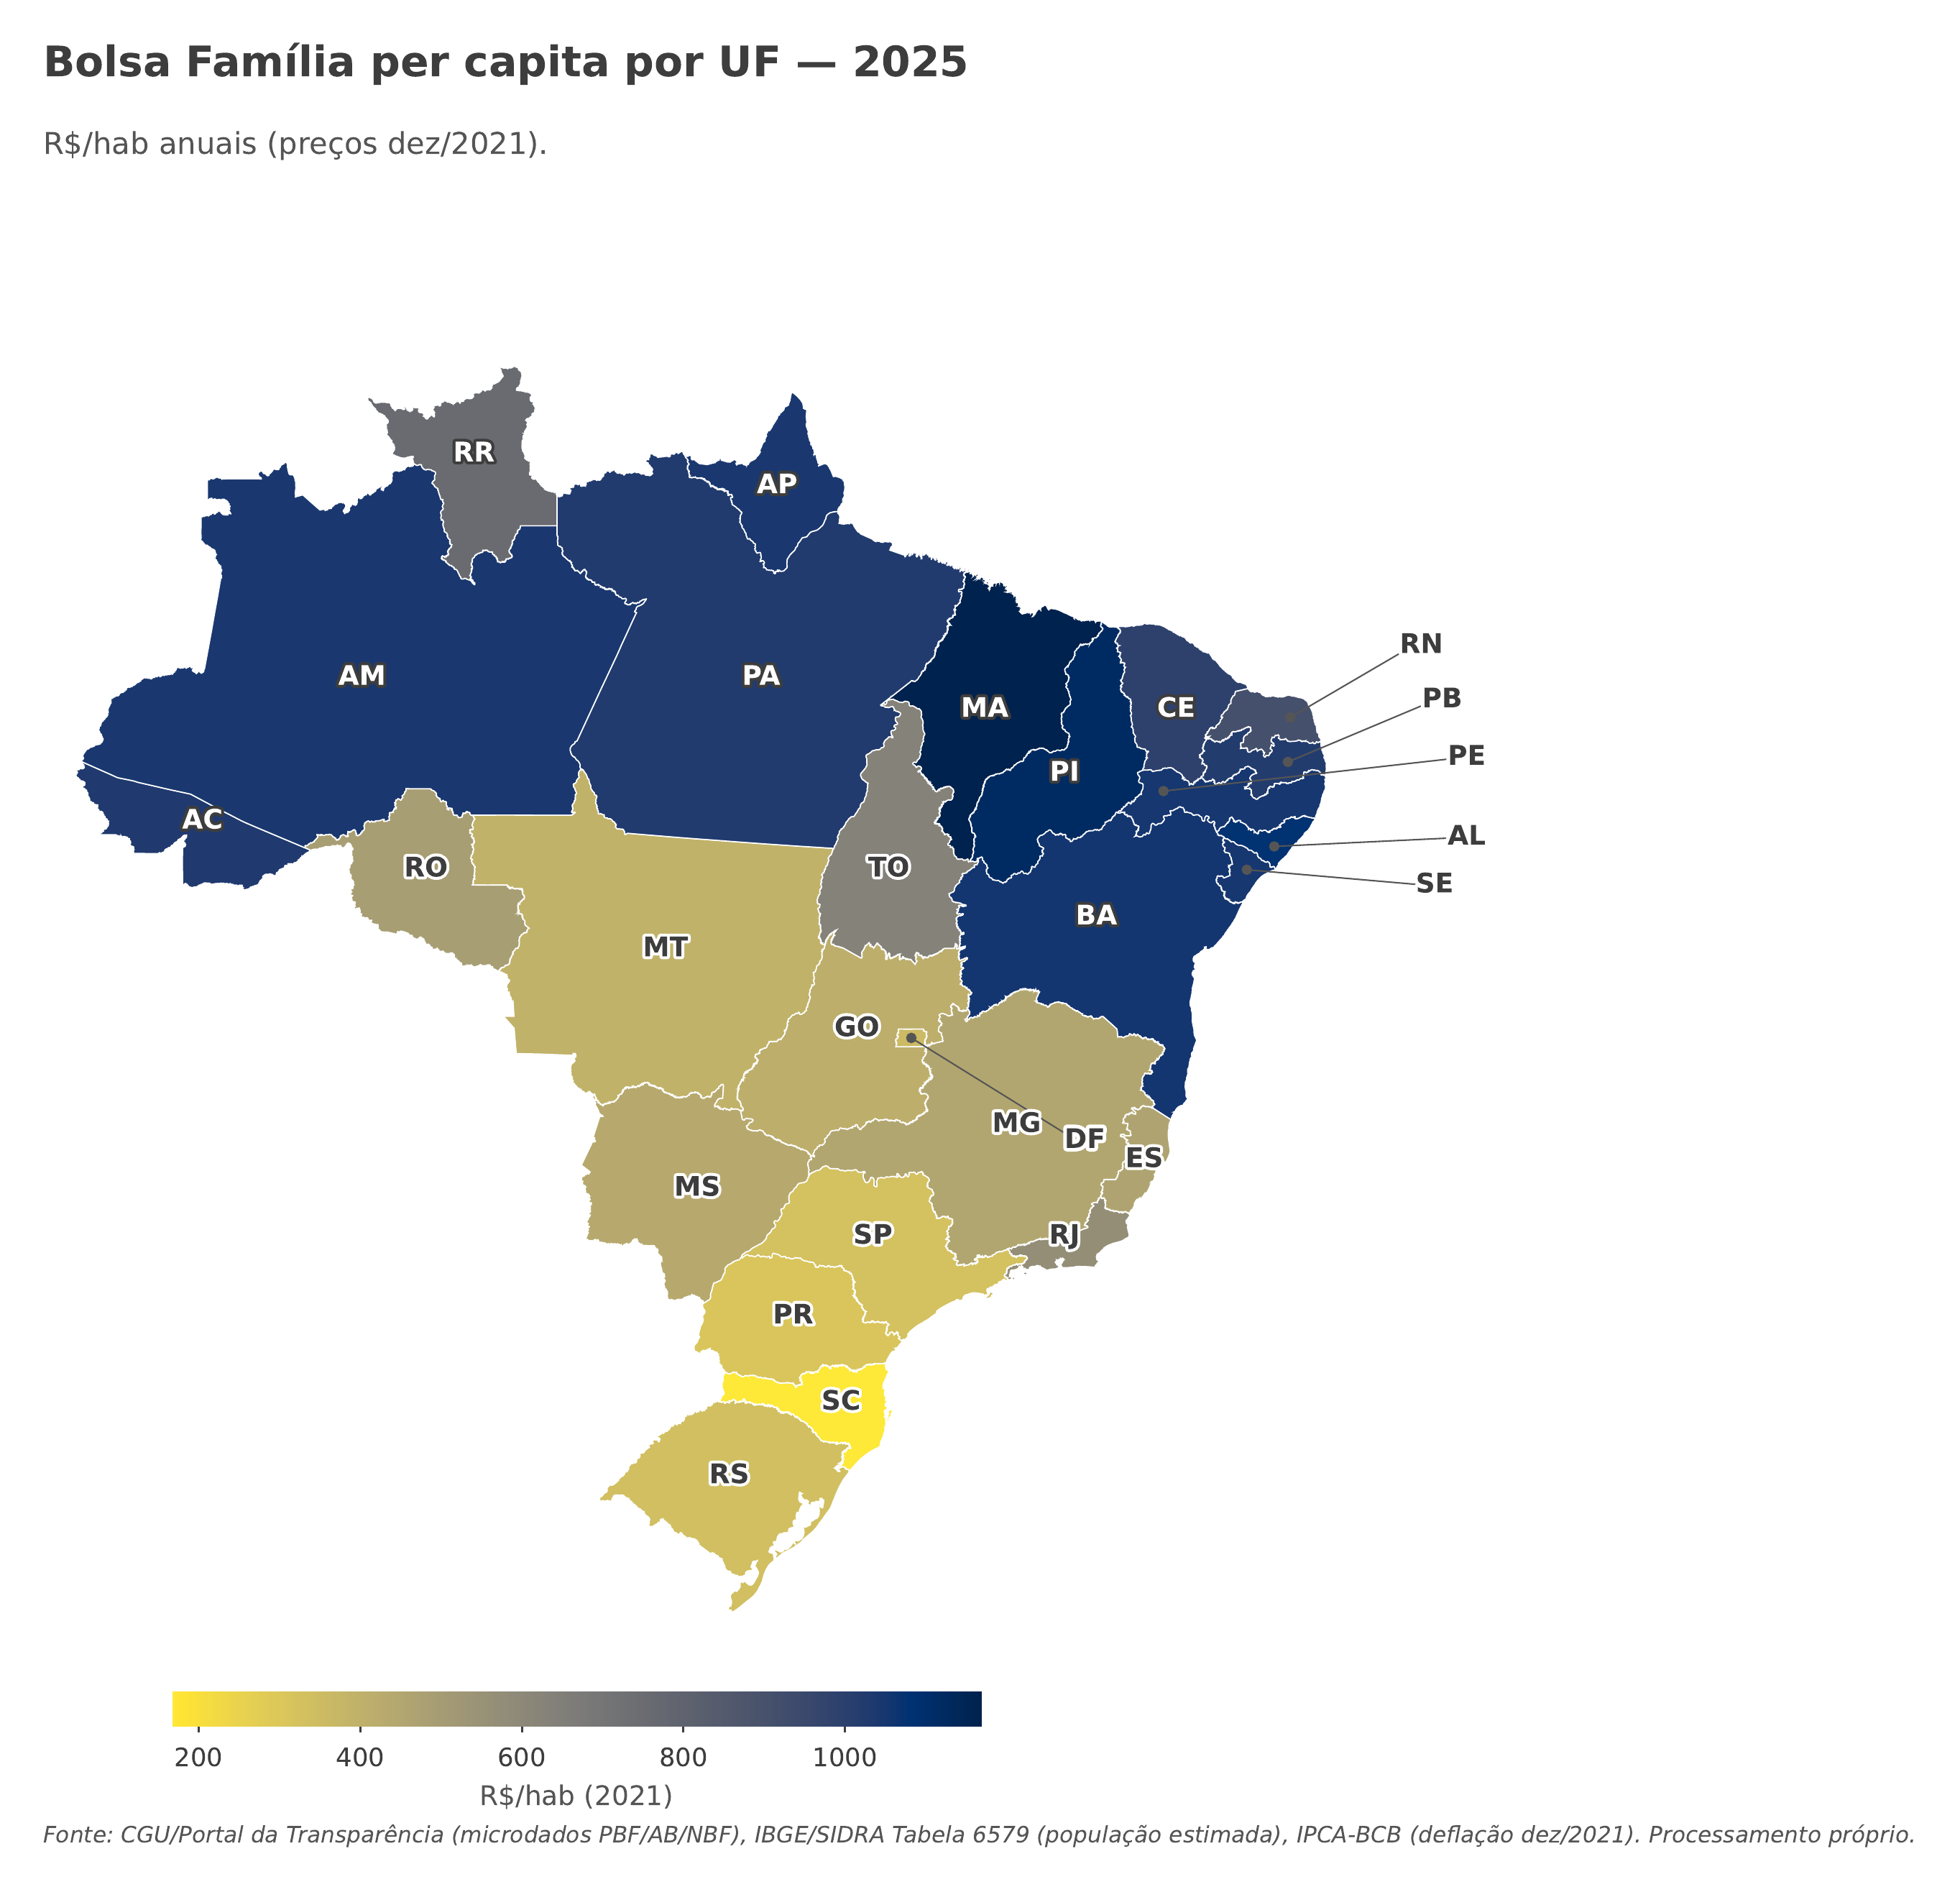 Bolsa Família per capita por UF — 2025
R$/hab anuais (preços dez/2021).
RR
AP
RN
AM
PA
MA
CE
PB
PE
PI
AC
AL
RO
TO
SE
BA
MT
GO
MG
DF
ES
MS
SP
RJ
PR
SC
RS
200 400 600 800 1000
R$/hab (2021)
Fonte: CGU/Portal da Transparência (microdados PBF/AB/NBF), IBGE/SIDRA Tabela 6579 (população estimada), IPCA-BCB (deflação dez/2021). Processamento próprio.